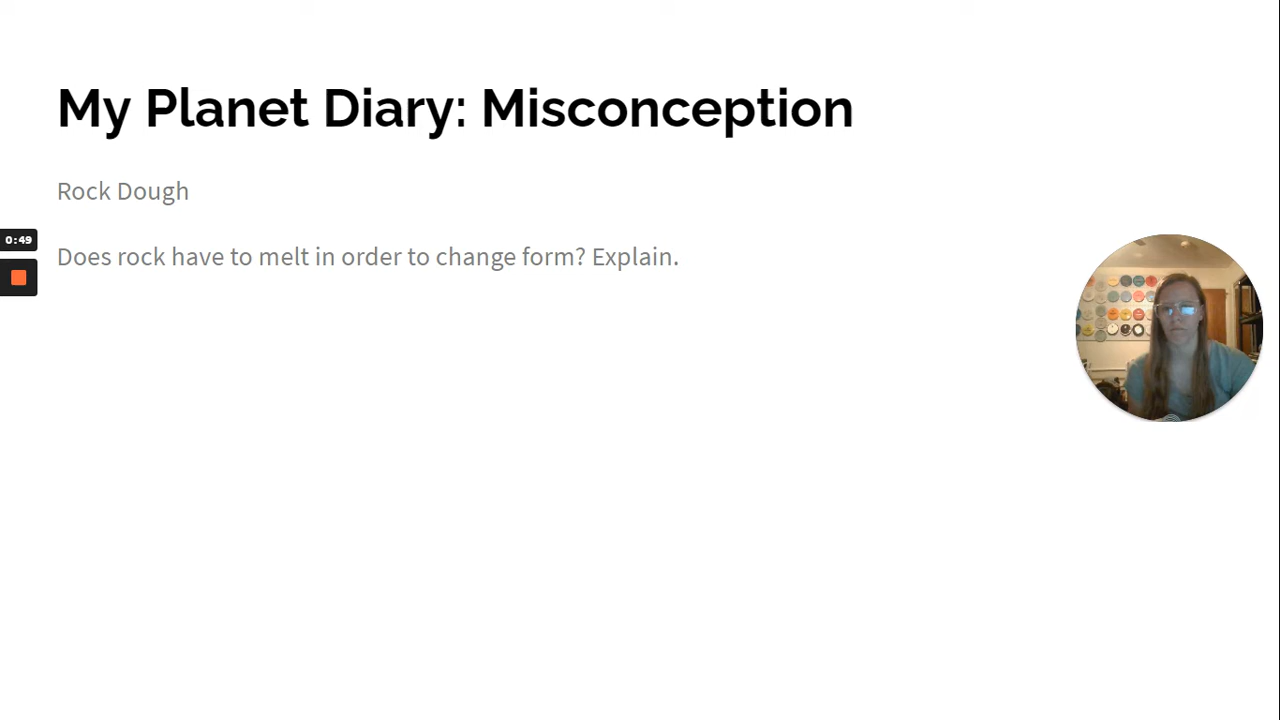 My Planet Diary: Misconception
Rock Dough
0:49
Does rock have to melt in order to change form? Explain.